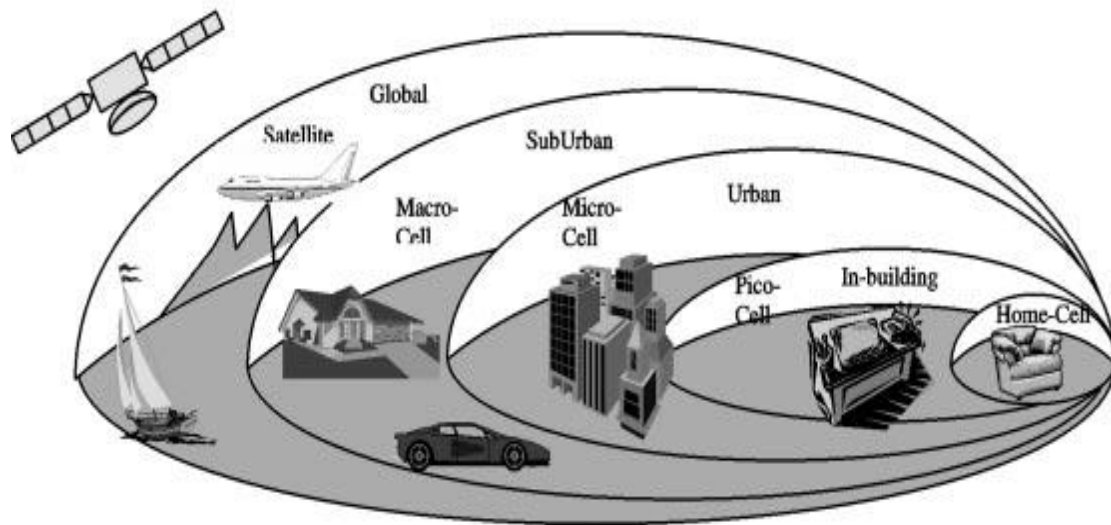 Global
Satellite
SubUrban
Macro-
Cell
Micro-
Cell
Urban
Pico-
Cell
In-building
Home-Cell